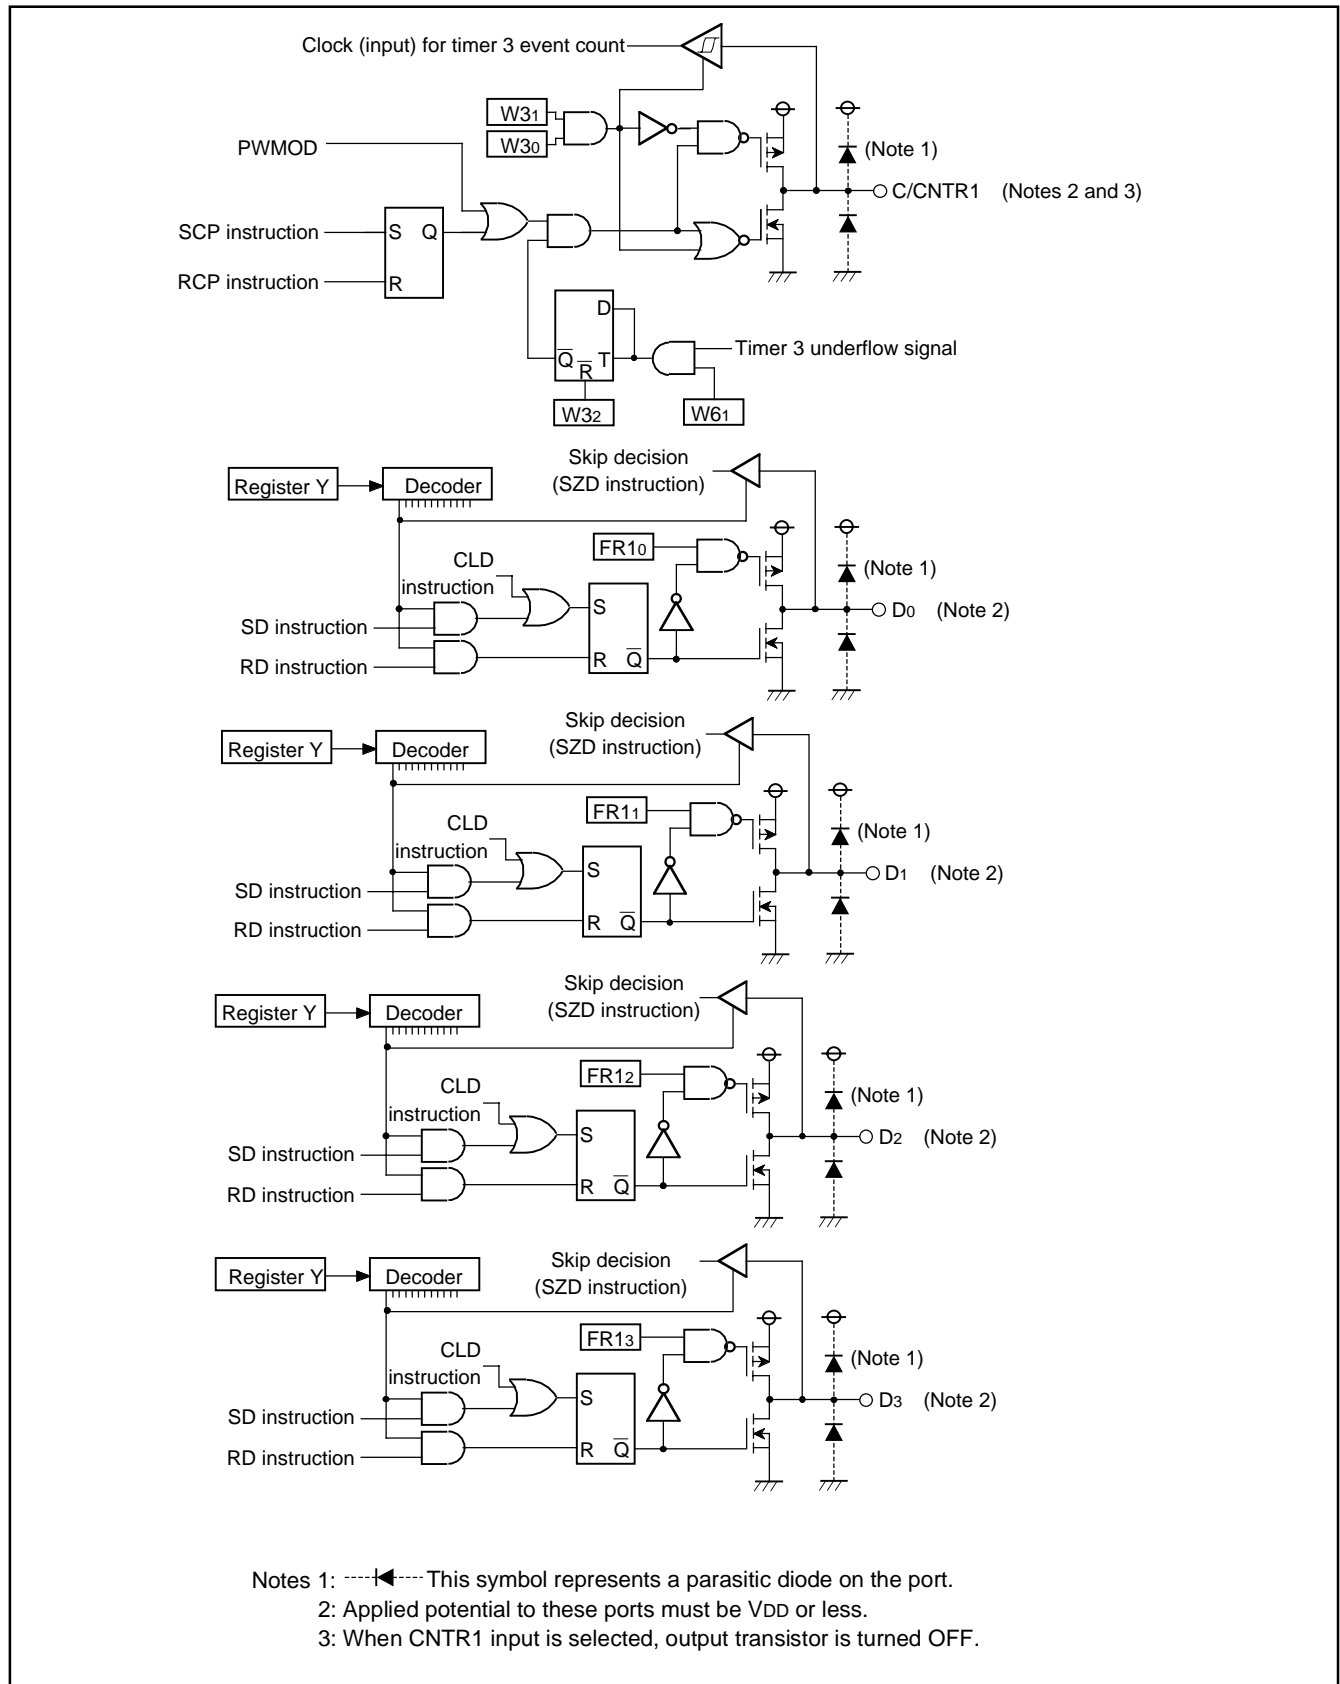 Clock (input) for timer 3 event count
W31
W30
PWMOD
(Note 1)
C/CNTR1 (Notes 2 and 3)
SCP instruction
S Q
RCP instruction
R
D
Q T
R
Timer 3 underflow signal
W32
W61
Skip decision
(SZD instruction)
Register Y
Decoder
FR10
CLD
instruction
(Note 1)
S
D0 (Note 2)
SD instruction
R Q
RD instruction
Skip decision
(SZD instruction)
Register Y
Decoder
FR11
CLD
instruction
(Note 1)
S
D1 (Note 2)
SD instruction
R Q
RD instruction
Skip decision
(SZD instruction)
Register Y
Decoder
FR12
CLD
instruction
(Note 1)
S
D2 (Note 2)
SD instruction
R Q
RD instruction
Skip decision
(SZD instruction)
Register Y
Decoder
FR13
CLD
instruction
(Note 1)
S
D3 (Note 2)
SD instruction
R Q
RD instruction
Notes 1: This symbol represents a parasitic diode on the port.
2: Applied potential to these ports must be VDD or less.
3: When CNTR1 input is selected, output transistor is turned OFF.